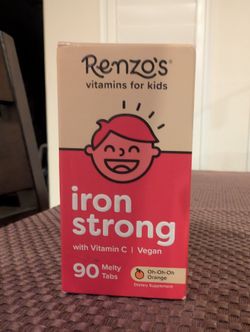 Renzo's®
vitamins for kids
iron
strong
with Vitamin C | Vegan
90 Melty
Tabs
Oh-Oh-Oh
Orange
Dietary Supplement